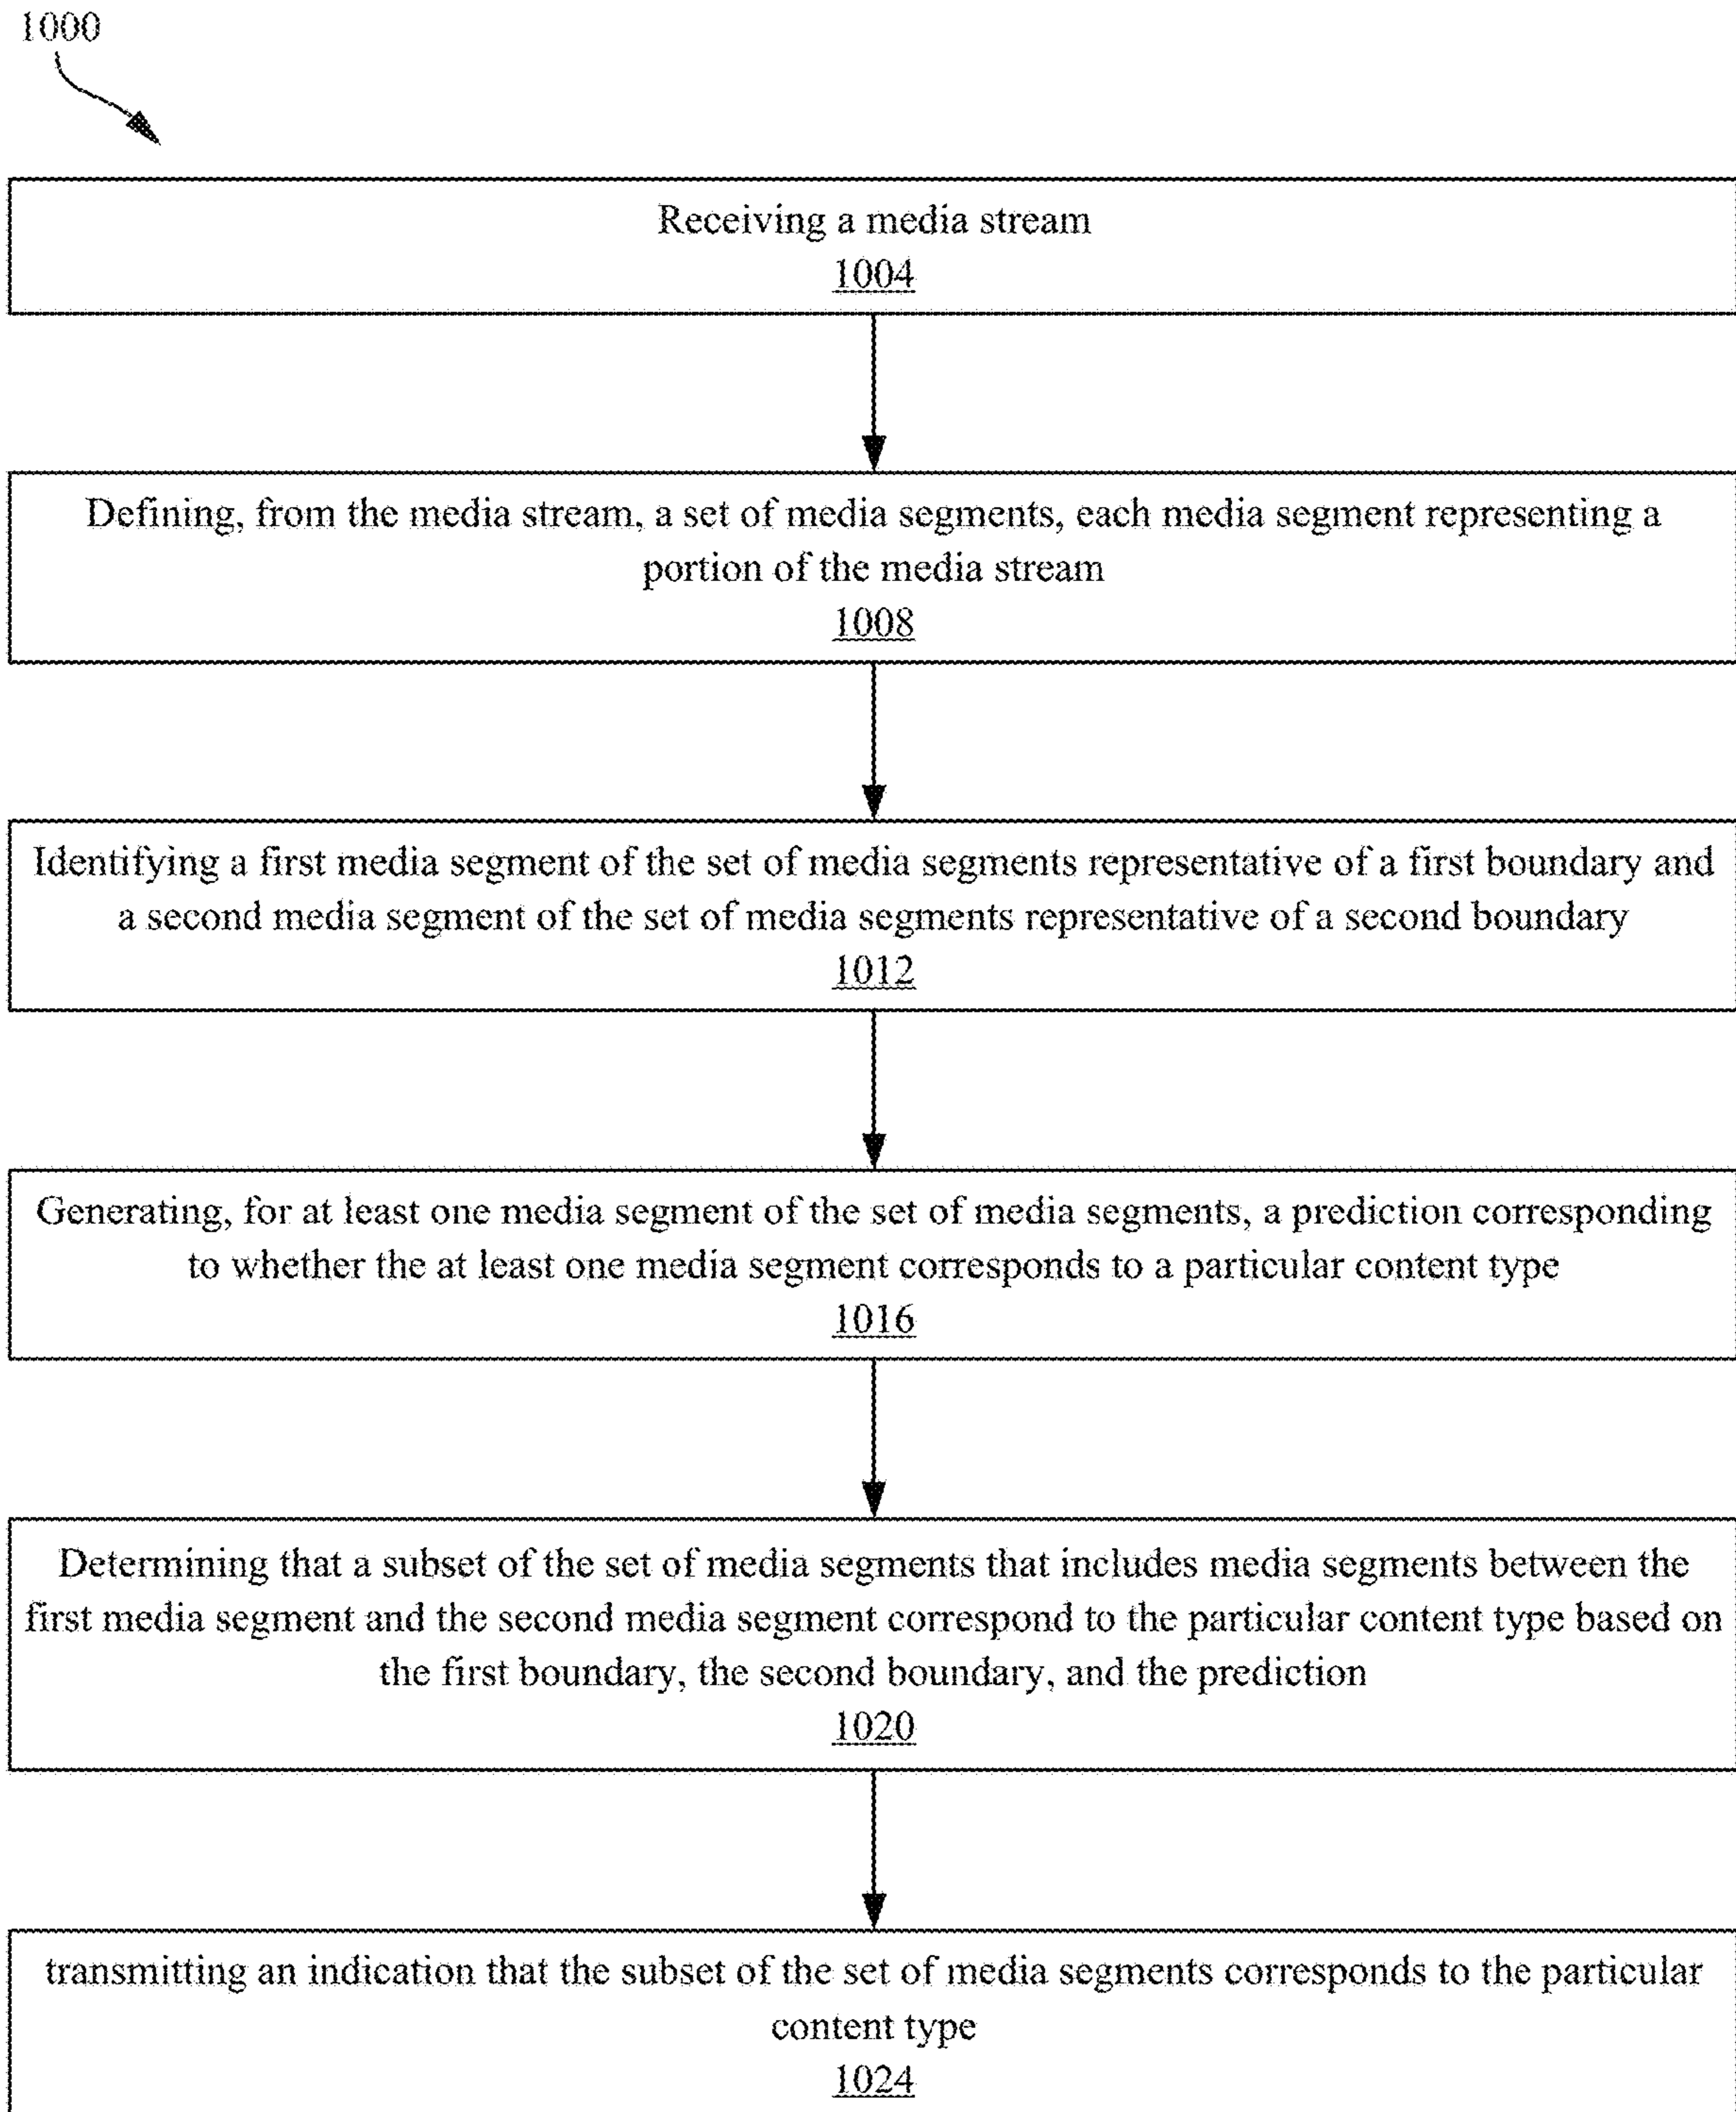 1000
Receiving a media stream
1004
Defining, from the media stream, a set of media segments, each media segment representing a
portion of the media stream
1008
Identifying a first media segment of the set of media segments representative of a first boundary and
a second media segment of the set of media segments representative of a second boundary
1012
Generating, for at least one media segment of the set of media segments, a prediction corresponding
to whether the at least one media segment corresponds to a particular content type
1016
Determining that a subset of the set of media segments that includes media segments between the
first media segment and the second media segment correspond to the particular content type based on
the first boundary, the second boundary, and the prediction
1020
transmitting an indication that the subset of the set of media segments corresponds to the particular
content type
1024